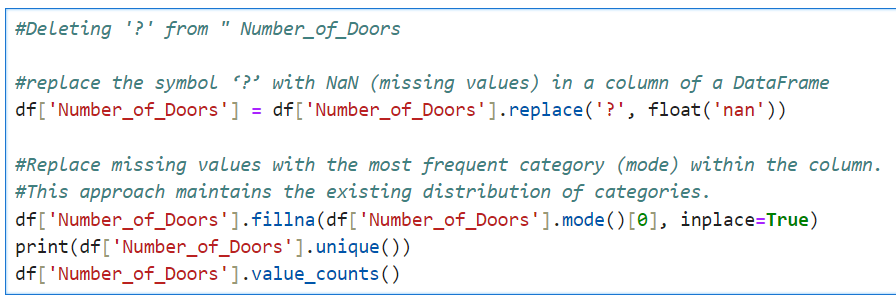 #Deleting '?' from " Number_of_Doors
#replace the symbol ‘?’ with NaN (missing values) in a column of a DataFrame
df['Number_of_Doors'] = df['Number_of_Doors'].replace('?', float('nan'))
#Replace missing values with the most frequent category (mode) within the column.
#This approach maintains the existing distribution of categories.
df['Number_of_Doors'].fillna(df['Number_of_Doors'].mode()[0], inplace=True)
print(df['Number_of_Doors'].unique())
df['Number_of_Doors'].value_counts()